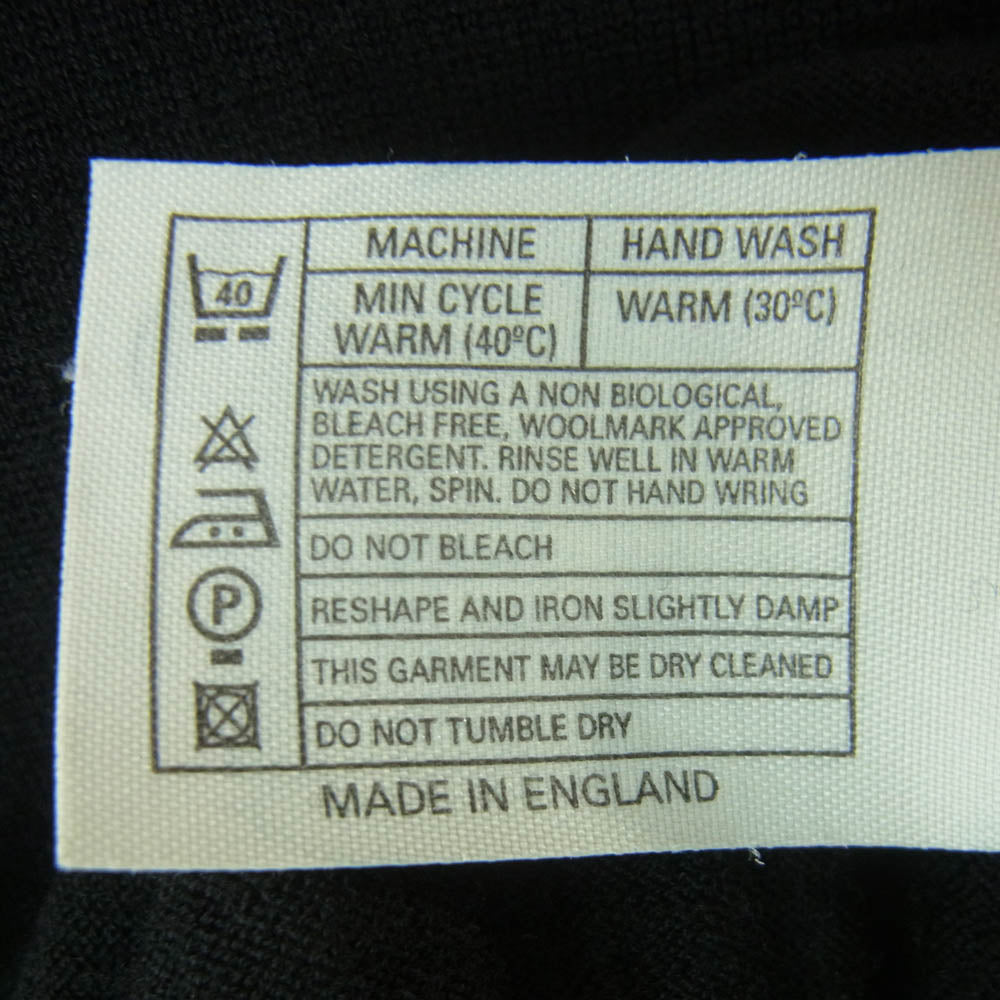 MACHINE HAND WASH
40
MIN CYCLE
WARM (40ºC)
WARM (30ºC)
WASH USING A NON BIOLOGICAL,
BLEACH FREE, WOOLMARK APPROVED
DETERGENT. RINSE WELL IN WARM
WATER, SPIN. DO NOT HAND WRING
DO NOT BLEACH
RESHAPE AND IRON SLIGHTLY DAMP
P
THIS GARMENT MAY BE DRY CLEANED
DO NOT TUMBLE DRY
MADE IN ENGLAND